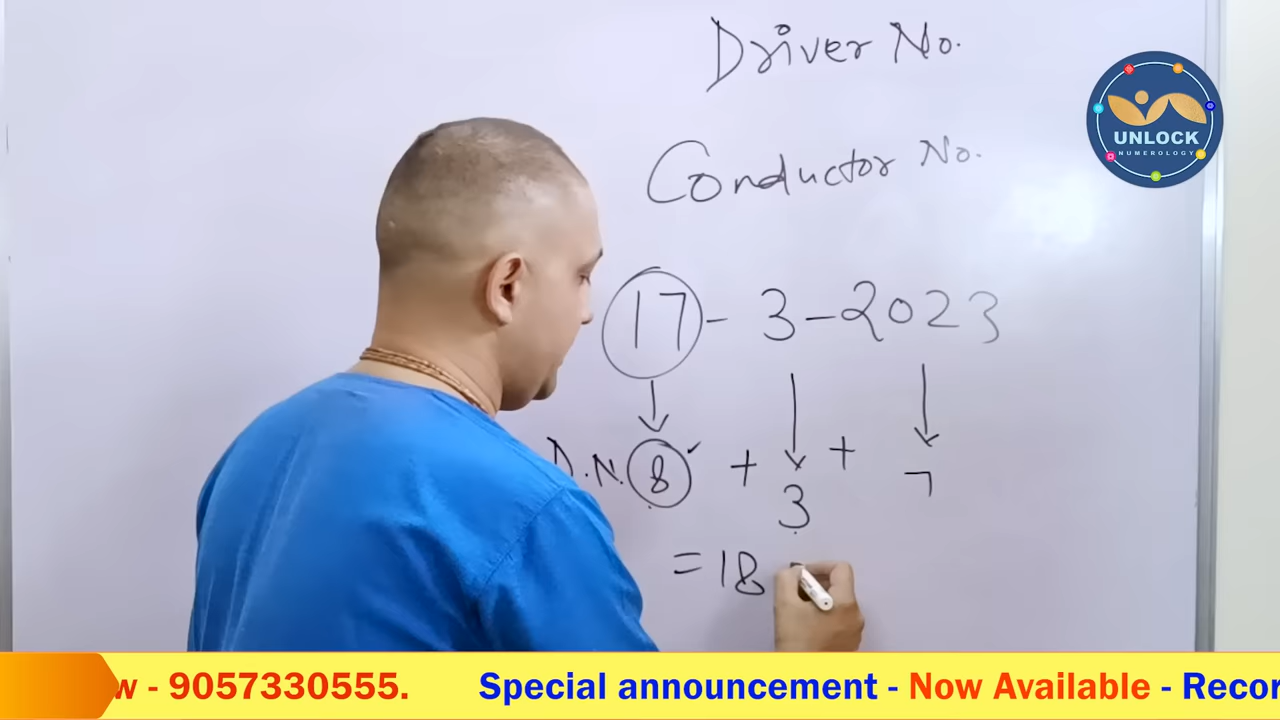 Driver No.
Conductor No.
UNLOCK
NUMEROLOGY
17 - 3 - 2023
D.N. 8 + 3 + 7
= 18
w - 9057330555. Special announcement - Now Available - Recor